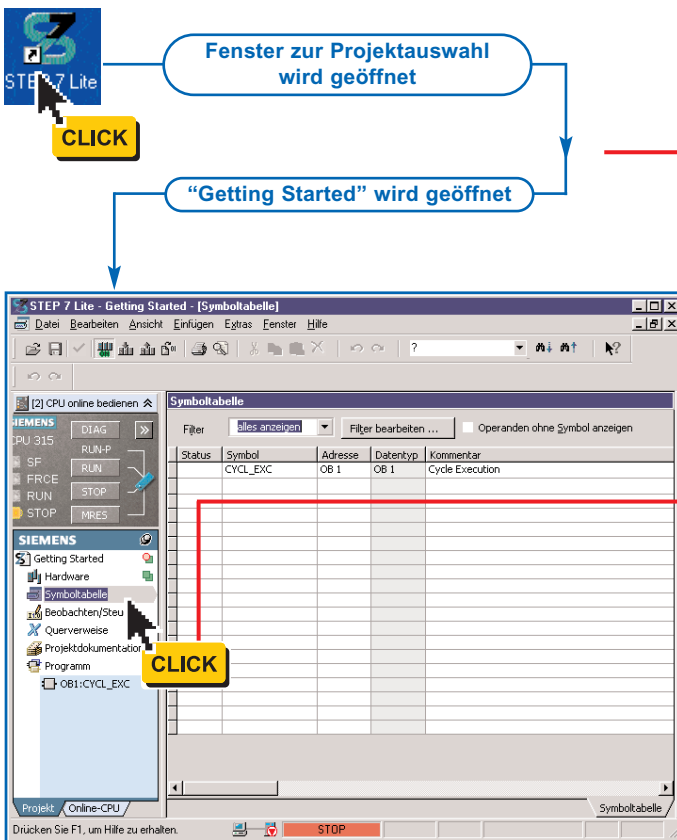 STEP 7 Lite
CLICK
Fenster zur Projektauswahl
wird geöffnet
“Getting Started” wird geöffnet
STEP 7 Lite - Getting Started - [Symboltabelle]
Datei Bearbeiten Ansicht Einfügen Extras Fenster Hilfe
?
[2] CPU online bedienen
SIEMENS
CPU 315
SF
FRCE
RUN
STOP
DIAG
RUN-P
RUN
STOP
MRES
SIEMENS
Getting Started
Hardware
Symboltabelle
Beobachten/Steu
Querverweise
Projektdokumentation
Programm
OB1:CYCL_EXC
CLICK
Projekt Online-CPU
Symboltabelle
Filter alles anzeigen Filter bearbeiten ... Operanden ohne Symbol anzeigen
Status Symbol Adresse Datentyp Kommentar
CYCL_EXC OB 1 OB 1 Cycle Execution
Symboltabelle
Drücken Sie F1, um Hilfe zu erhalten.
STOP